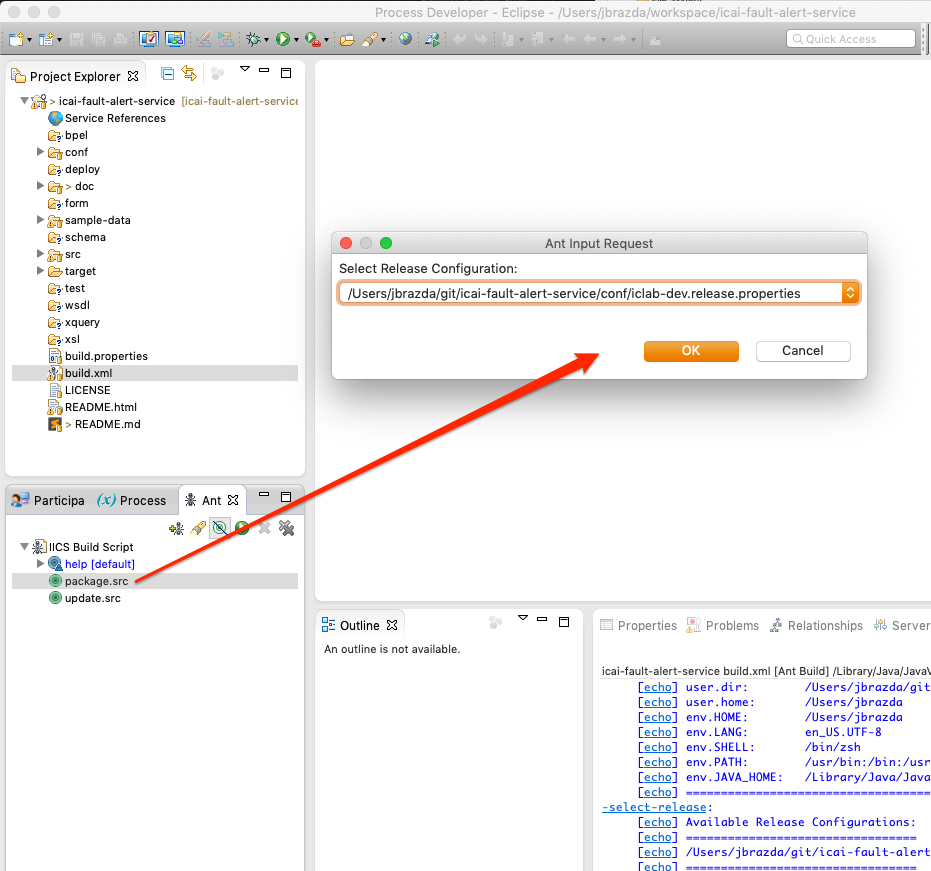 Process Developer - Eclipse - /Users/jbrazda/workspace/icai-fault-alert-service
Quick Access
Project Explorer
> icai-fault-alert-service [icai-fault-alert-service
Service References
bpel
conf
deploy
> doc
form
sample-data
schema
src
target
test
wsdl
xquery
xsl
build.properties
build.xml
LICENSE
README.html
> README.md
Ant Input Request
Select Release Configuration:
/Users/jbrazda/git/icai-fault-alert-service/conf/iclab-dev.release.properties
OK
Cancel
Participa
(x) Process
Ant
IICS Build Script
help [default]
package.src
update.src
Outline
An outline is not available.
Properties
Problems
Relationships
Server
icai-fault-alert-service build.xml [Ant Build] /Library/Java/JavaV
[echo] user.dir: /Users/jbrazda/git
[echo] user.home: /Users/jbrazda
[echo] env.HOME: /Users/jbrazda
[echo] env.LANG: en_US.UTF-8
[echo] env.SHELL: /bin/zsh
[echo] env.PATH: /usr/bin:/bin:/usr
[echo] env.JAVA_HOME: /Library/Java/Java
[echo] ===================================
-select-release:
[echo] Available Release Configurations:
[echo] =================================
[echo] /Users/jbrazda/git/icai-fault-alert
[echo] =================================